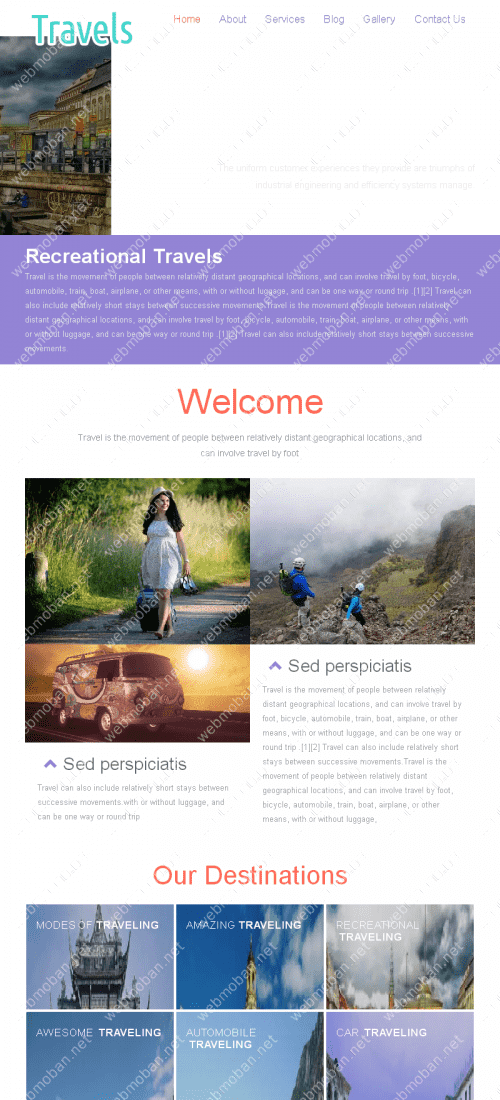 Travels
Home About Services Blog Gallery Contact Us
The uniform customer experiences they provide are triumphs of
industrial engineering and efficiency systems manage.
Recreational Travels
Travel is the movement of people between relatively distant geographical locations, and can involve travel by foot, bicycle,
automobile, train, boat, airplane, or other means, with or without luggage, and can be one way or round trip .[1][2] Travel can
also include relatively short stays between successive movements.Travel is the movement of people between relatively
distant geographical locations, and can involve travel by foot, bicycle, automobile, train, boat, airplane, or other means, with
or without luggage, and can be one way or round trip .[1][2] Travel can also include relatively short stays between successive
movements
Welcome
Travel is the movement of people between relatively distant geographical locations, and
can involve travel by foot
Sed perspiciatis
Travel can also include relatively short stays between
successive movements.with or without luggage, and
can be one way or round trip
Sed perspiciatis
Travel is the movement of people between relatively
distant geographical locations, and can involve travel by
foot, bicycle, automobile, train, boat, airplane, or other
means, with or without luggage, and can be one way or
round trip .[1][2] Travel can also include relatively short
stays between successive movements.Travel is the
movement of people between relatively distant
geographical locations, and can involve travel by foot,
bicycle, automobile, train, boat, airplane, or other
means, with or without luggage,
Our Destinations
MODES OF TRAVELING
AMAZING TRAVELING
RECREATIONAL
TRAVELING
AWESOME TRAVELING
AUTOMOBILE
TRAVELING
CAR TRAVELING
webmoban.net